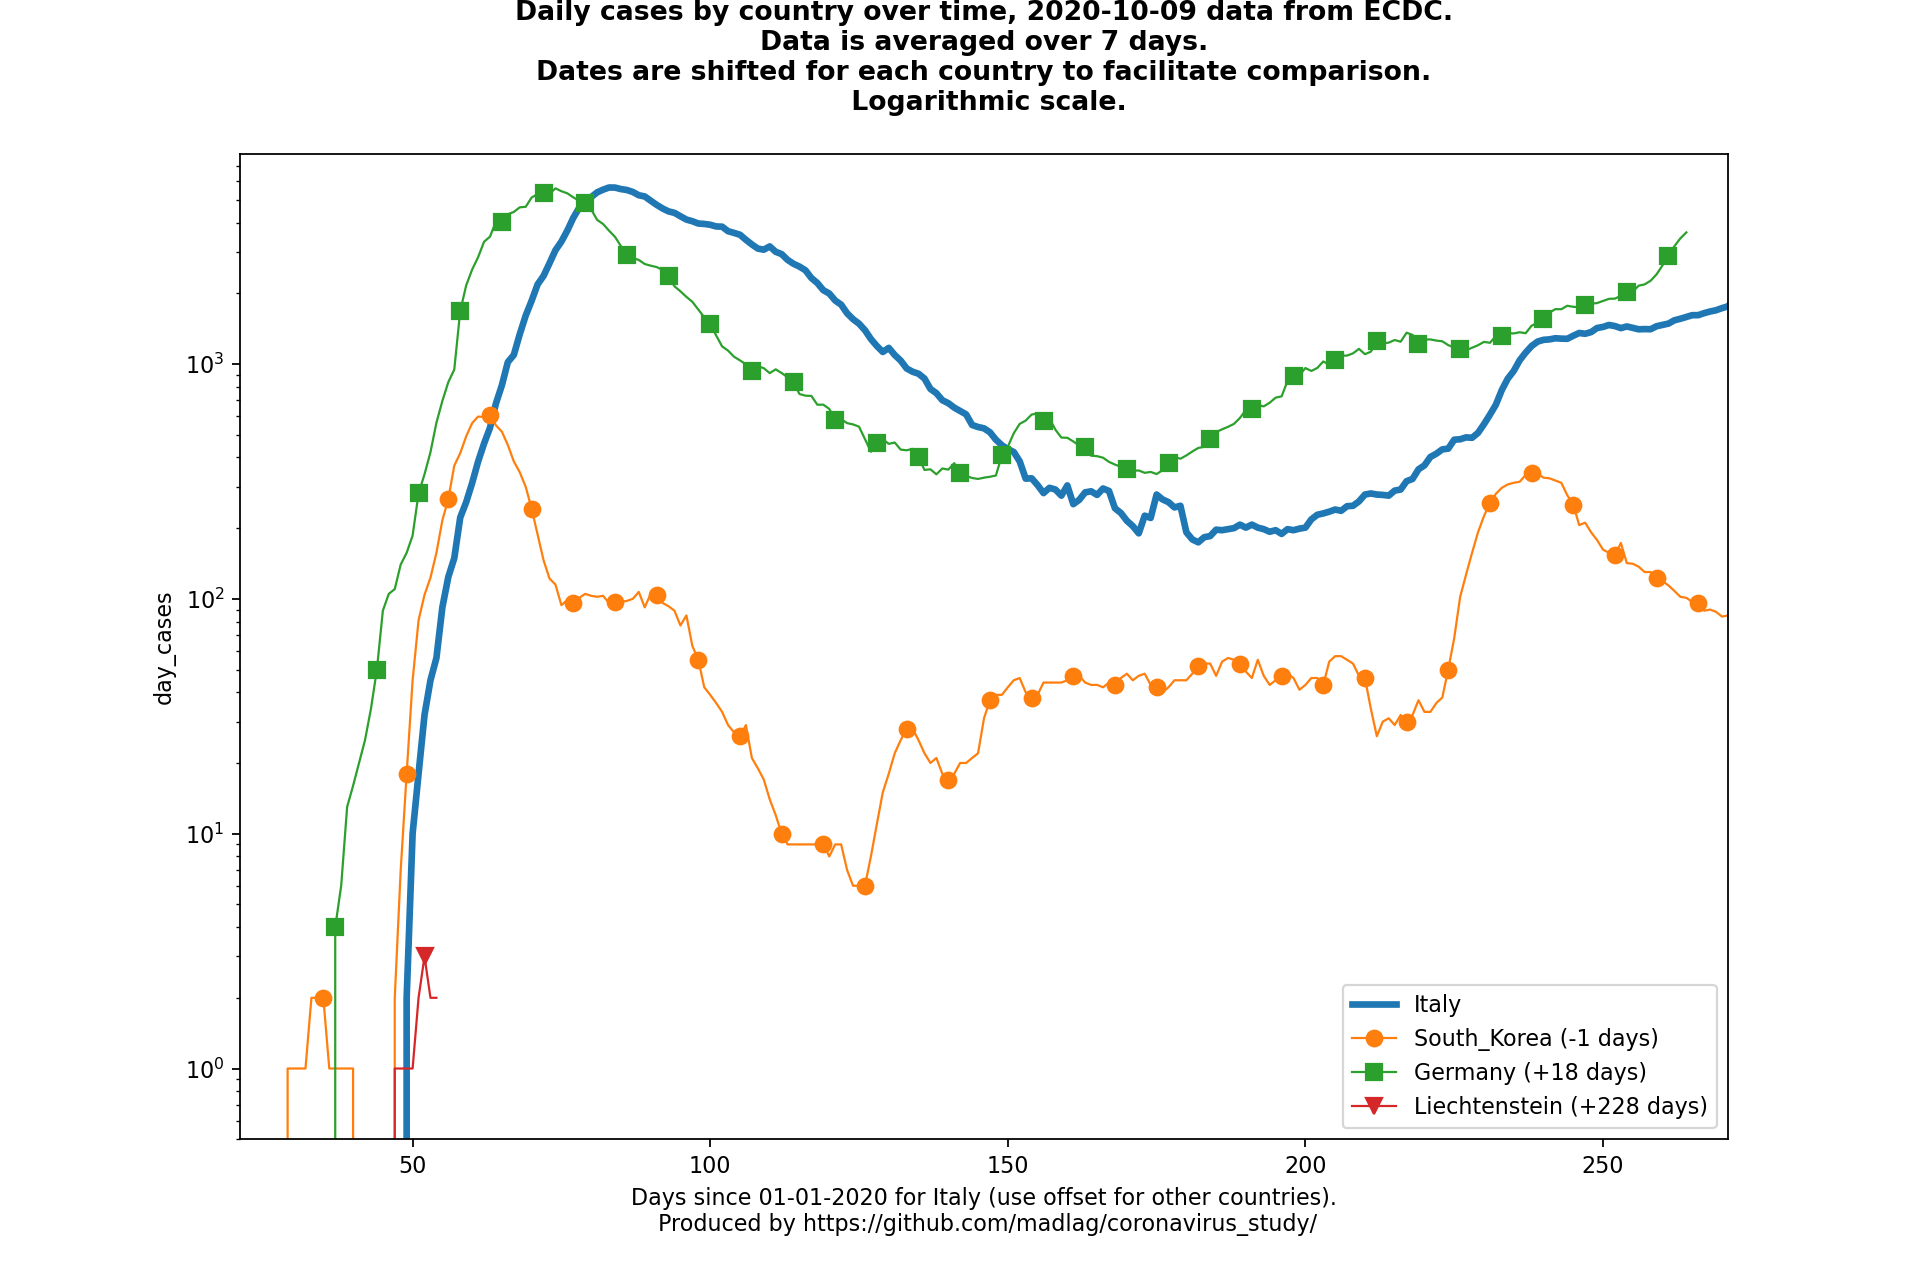 Daily cases by country over time, 2020-10-09 data from ECDC.
Data is averaged over 7 days.
Dates are shifted for each country to facilitate comparison.
Logarithmic scale.
day_cases
10³
10²
10¹
10⁰
Italy
South_Korea (-1 days)
Germany (+18 days)
Liechtenstein (+228 days)
50 100 150 200 250
Days since 01-01-2020 for Italy (use offset for other countries).
Produced by https://github.com/madlag/coronavirus_study/